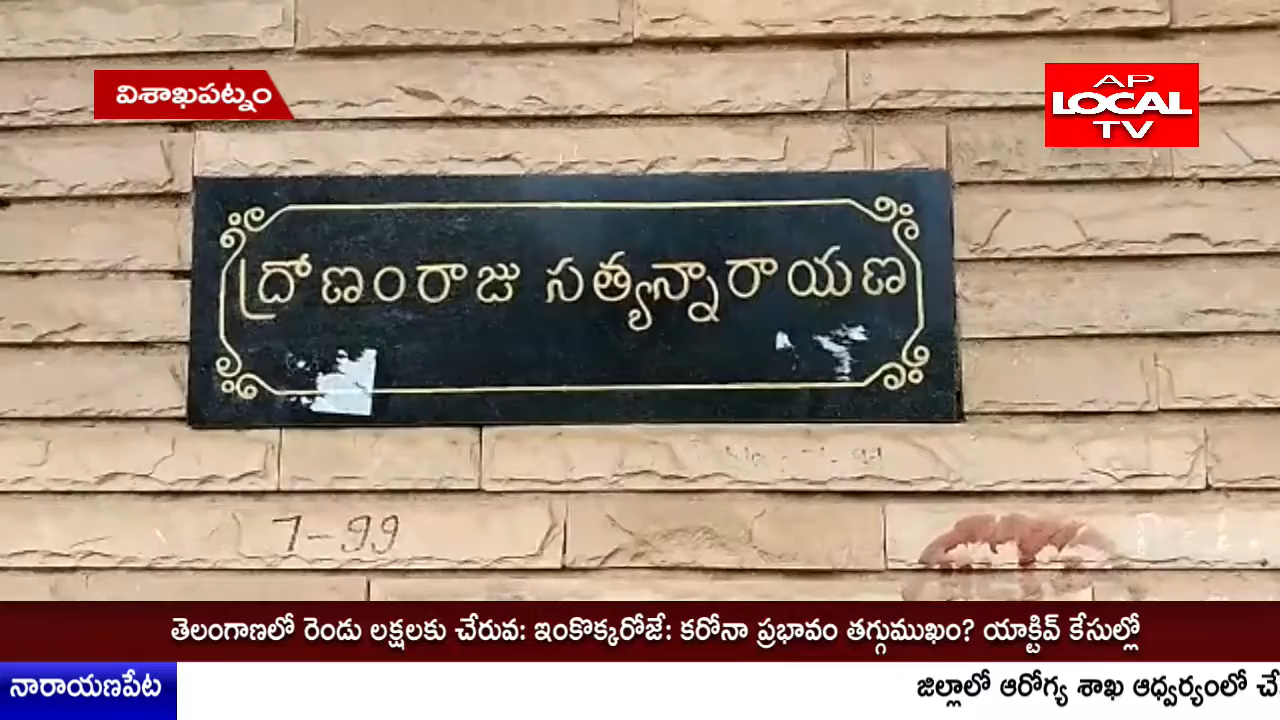 విశాఖపట్నం
AP
LOCAL
TV
ద్రోణంరాజు సత్యన్నారాయణ
7-99
తెలంగాణలో రెండు లక్షలకు చేరువ: ఇంకొక్కరోజే: కరోనా ప్రభావం తగ్గుముఖం? యాక్టివ్ కేసుల్లో
నారాయణపేట
జిల్లాలో ఆరోగ్య శాఖ ఆధ్వర్యంలో చే